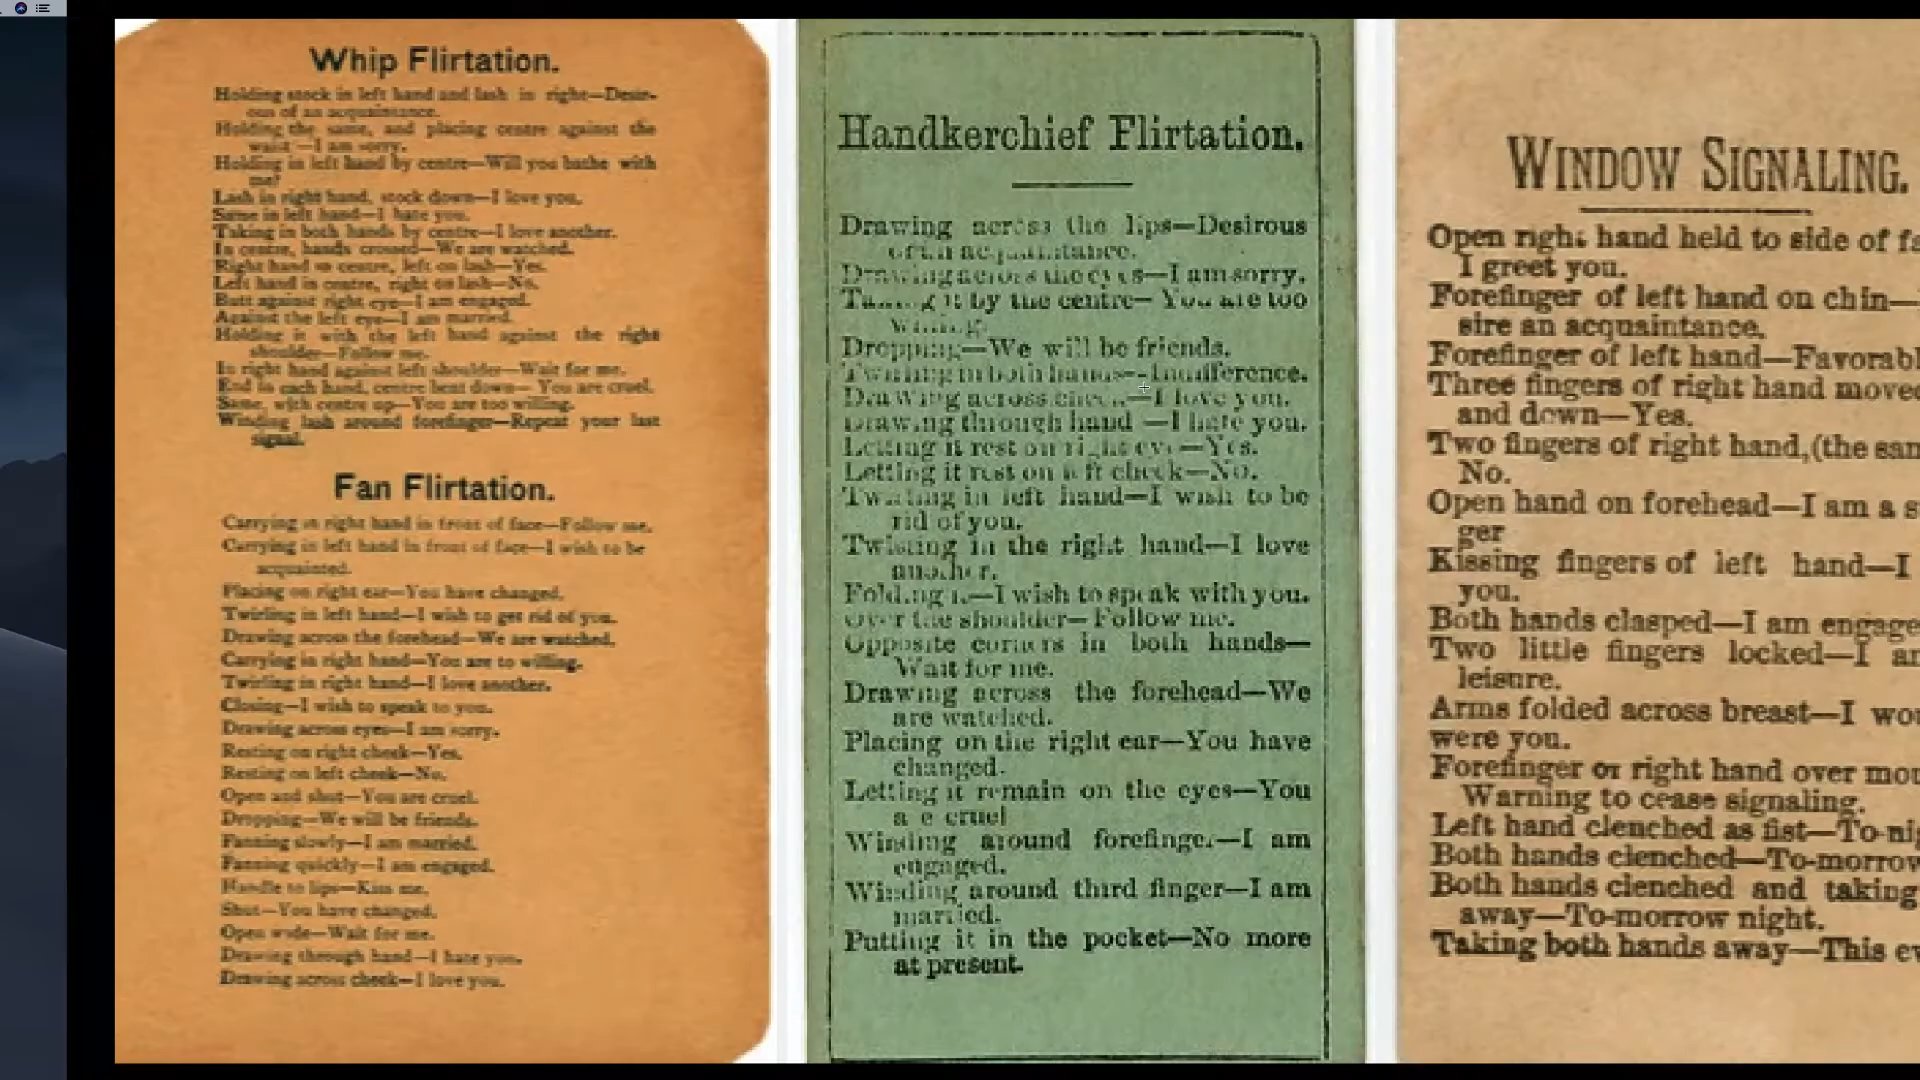 Whip Flirtation.
Holding stock in left hand and lash in right—Desir-
ous of an acquaintance.
Holding the same, and placing centre against the
waist—I am sorry.
Holding in left hand by centre—Will you bathe with
me?
Lash in right hand, stock down—I love you.
Same in left hand—I hate you.
Taking in both hands by centre—I love another.
In centre, hands crossed—We are watched.
Right hand on centre, left on lash—Yes.
Left hand in centre, right on lash—No.
Butt against right eye—I am engaged.
Against the left eye—I am married.
Holding it with the left hand against the right
shoulder—Follow me.
In right hand against left shoulder—Wait for me.
End in each hand, centre bent down—You are cruel.
Same, with centre up—You are too willing.
Winding lash around forefinger—Repeat your last
signal.
Fan Flirtation.
Carrying in right hand in front of face—Follow me.
Carrying in left hand in front of face—I wish to be
acquainted.
Placing on right ear—You have changed.
Twirling in left hand—I wish to get rid of you.
Drawing across the forehead—We are watched.
Carrying in right hand—You are to willing.
Twirling in right hand—I love another.
Closing—I wish to speak to you.
Drawing across eyes—I am sorry.
Resting on right cheek—Yes.
Resting on left cheek—No.
Open and shut—You are cruel.
Dropping—We will be friends.
Fanning slowly—I am married.
Fanning quickly—I am engaged.
Handle to lips—Kiss me.
Shut—You have changed.
Open wide—Wait for me.
Drawing through hand—I hate you.
Drawing across cheek—I love you.
Handkerchief Flirtation.
Drawing across the lips—Desirous
of an acquaintance.
Drawing across the eyes—I am sorry.
Taking it by the centre—You are too
willing.
Dropping—We will be friends.
Twirling in both hands—Indifference.
Drawing across cheek—I love you.
Drawing through hand—I hate you.
Letting it rest on right eye—Yes.
Letting it rest on left cheek—No.
Twisting in left hand—I wish to be
rid of you.
Twisting in the right hand—I love
another.
Folding it—I wish to speak with you.
Over the shoulder—Follow me.
Opposite corners in both hands—
Wait for me.
Drawing across the forehead—We
are watched.
Placing on the right ear—You have
changed.
Letting it remain on the eyes—You
a e cruel
Winding around forefinger—I am
engaged.
Winding around third finger—I am
married.
Putting it in the pocket—No more
at present.
WINDOW SIGNALING.
Open right hand held to side of fa
I greet you.
Forefinger of left hand on chin—
sire an acquaintance.
Forefinger of left hand—Favorabl
Three fingers of right hand moved
and down—Yes.
Two fingers of right hand,(the sam
No.
Open hand on forehead—I am a s
ger
Kissing fingers of left hand—I
you.
Both hands clasped—I am engage
Two little fingers locked—I a
leisure.
Arms folded across breast—I wo
were you.
Forefinger or right hand over mou
Warning to cease signaling.
Left hand clenched as fist—To-nig
Both hands clenched—To-morrow
Both hands clenched and taking
away—To-morrow night.
Taking both hands away—This ev